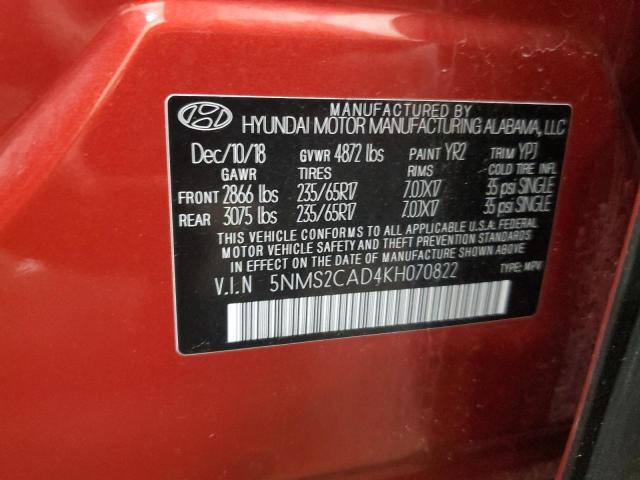 MANUFACTURED BY
HYUNDAI MOTOR MANUFACTURING ALABAMA, LLC
Dec/10/18 GVWR 4872 lbs PAINT YR2 TRIM YPJ
GAWR TIRES RIMS COLD TIRE INFL
FRONT 2866 lbs 235/65R17 7.0JX17 35 psi SINGLE
REAR 3075 lbs 235/65R17 7.0JX17 35 psi SINGLE
THIS VEHICLE CONFORMS TO ALL APPLICABLE U.S.A. FEDERAL
MOTOR VEHICLE SAFETY AND THEFT PREVENTION STANDARDS
IN EFFECT ON THE DATE OF MANUFACTURE SHOWN ABOVE.
V.I.N 5NMS2CAD4KH070822 TYPE: MPV